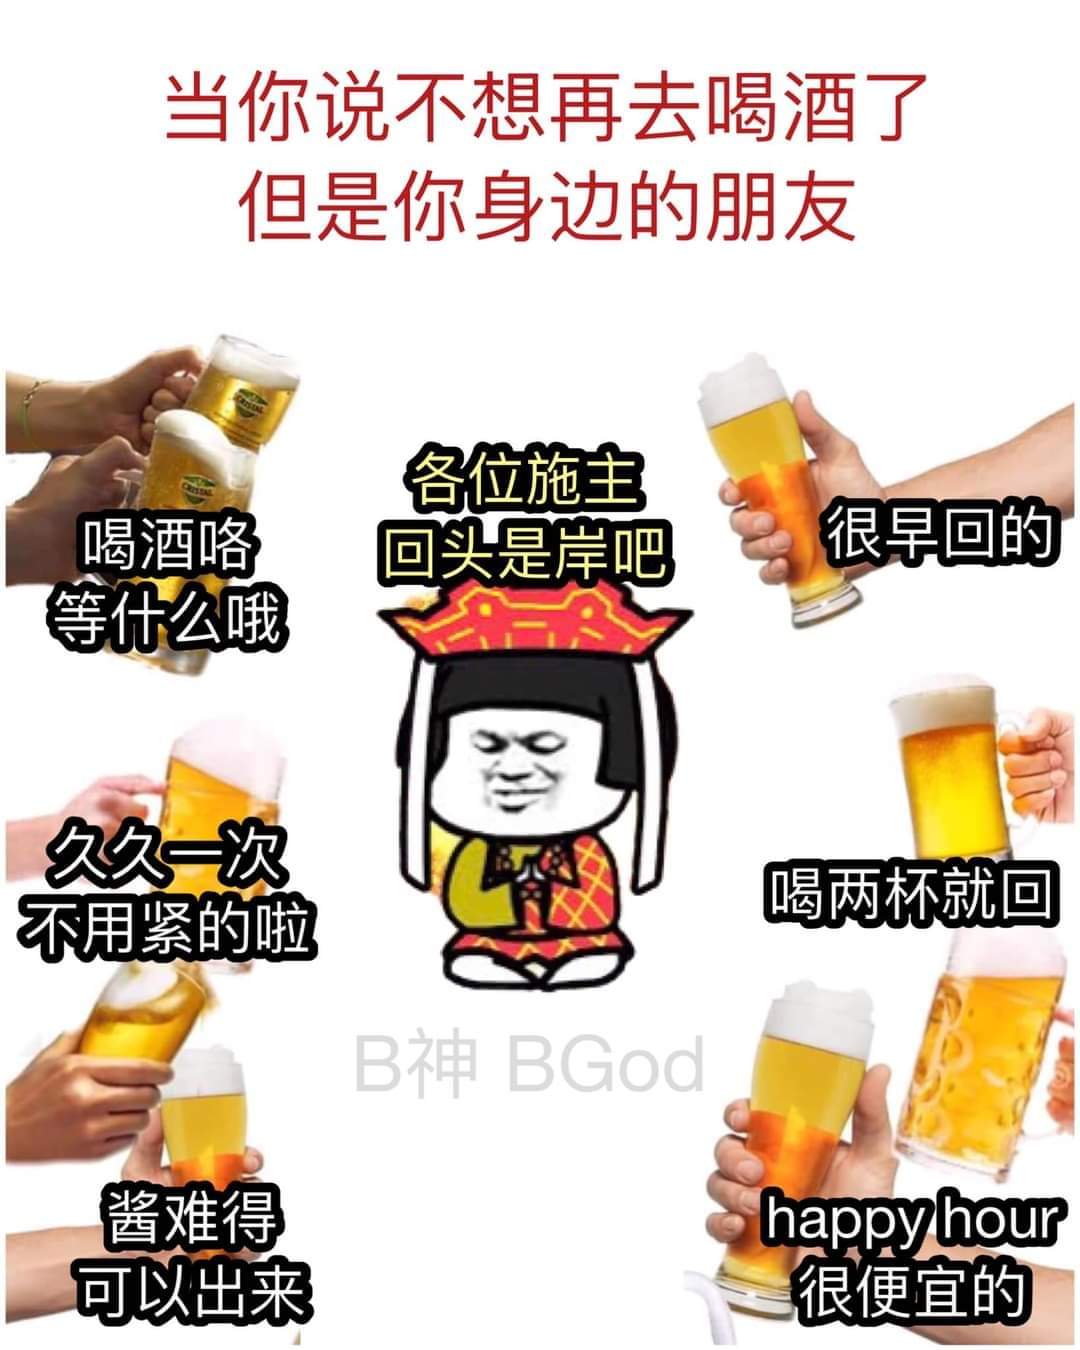 当你说不想再去喝酒了
但是你身边的朋友
CRISTAL
CRISTAL
喝酒咯
等什么哦
各位施主
回头是岸吧
很早回的
久久一次
不用紧的啦
喝两杯就回
B神 BGod
酱难得
可以出来
happy hour
很便宜的